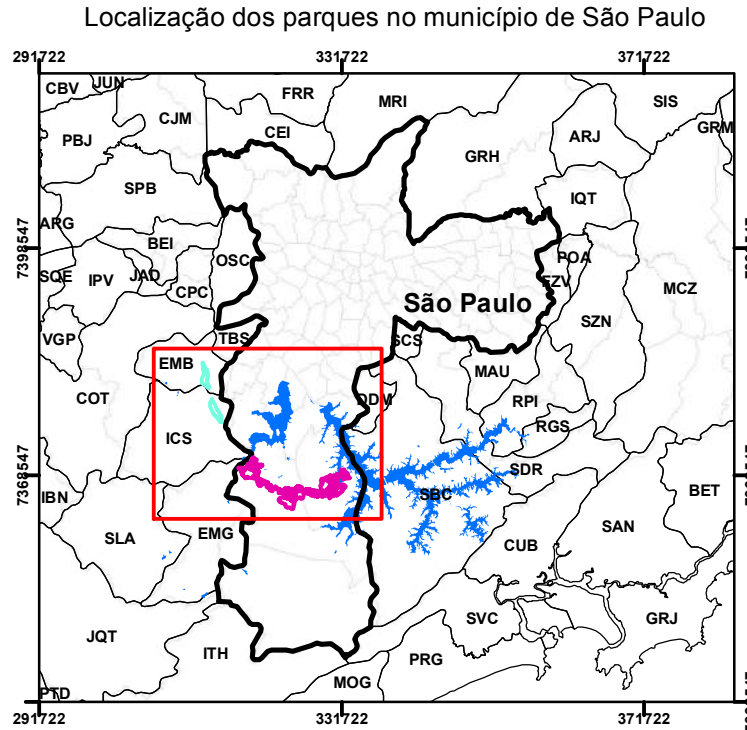 Localização dos parques no município de São Paulo
291722 331722 371722
CBV JUN FRR MRI SIS
CJM GRM
PBJ CEI GRH ARJ
SPB IQT
ARG
BEI 7398547
OSC POA
SQE IPV JAD FZV MCZ
CPC São Paulo
VGP TBS SCS SZN
EMB MAU
COT DDM RPI
RGS
ICS
7368547 SDR
IBN SBC BET
SLA EMG SAN
CUB
SVC GRJ
JQT ITH PRG
PTD MOG
291722 331722 371722